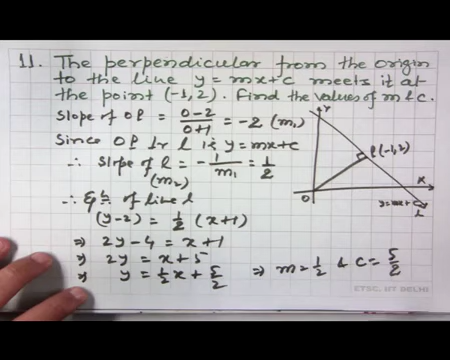 11. The perpendicular from the origin
to the line y = mx+c meets it at
the point (-1,2). Find the values of m & c.
Slope of OP = (0-2)/(0+1) = -2 (m₁)
Since OP ⊥r l is y = mx+c
∴ slope of l = -1/m₁ = 1/2
(m₂)
∴ Eqⁿ of line l
(y-2) = 1/2 (x+1)
⇒ 2y-4 = x+1
⇒ 2y = x+5
⇒ y = 1/2 x + 5/2 ⇒ m = 1/2 & c = 5/2
Y
P(-1,2)
X
O
y=mx+c
l
ETSC, IIT DELHI